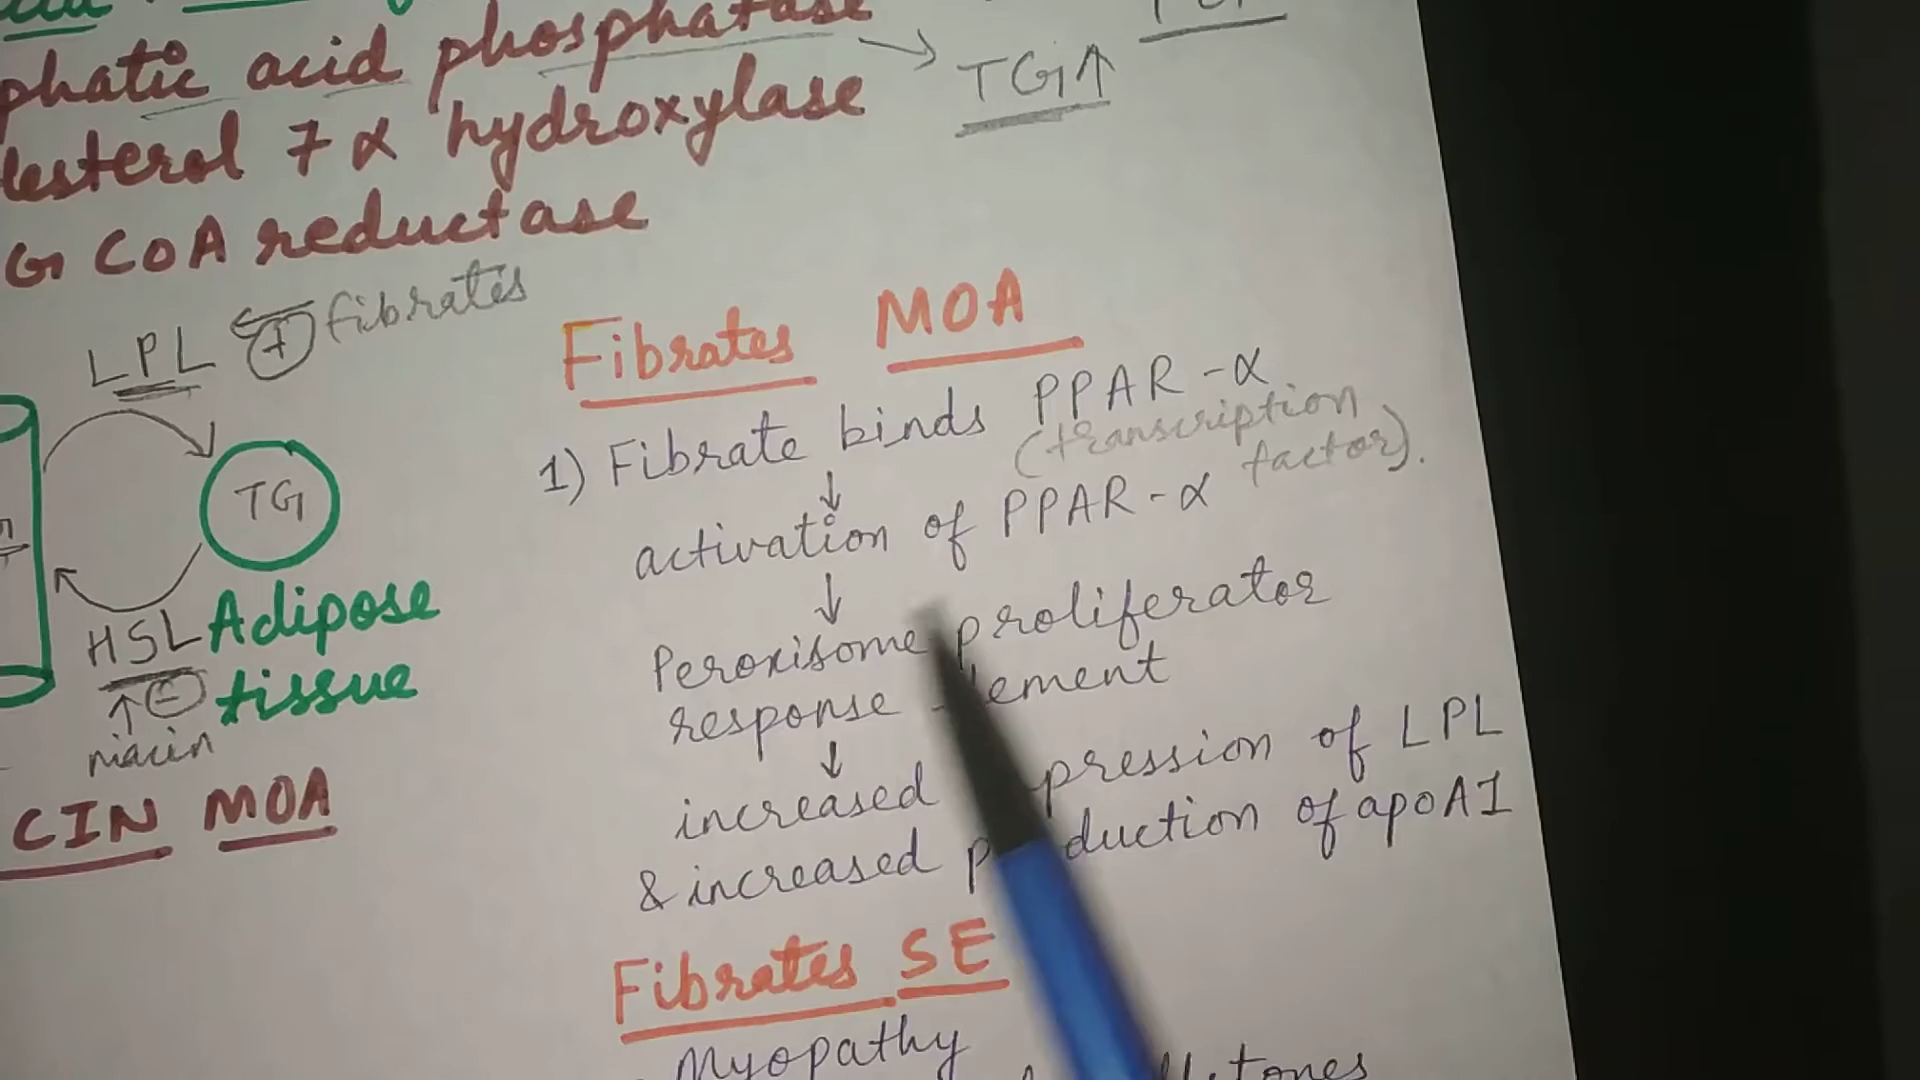 phatic acid phosphatase
TG↑
lesterol 7α hydroxylase
G CoA reductase
LPL ← + fibrates
TG
HSL Adipose
tissue
↑ −
niacin
CIN MOA
Fibrates MOA
1) Fibrate binds PPAR-α
(transcription
factor).
↓
activation of PPAR-α
↓
Peroxisome proliferator
response lement
↓
increased pression of LPL
& increased p duction of apoA1
Fibrates SE
Myopathy